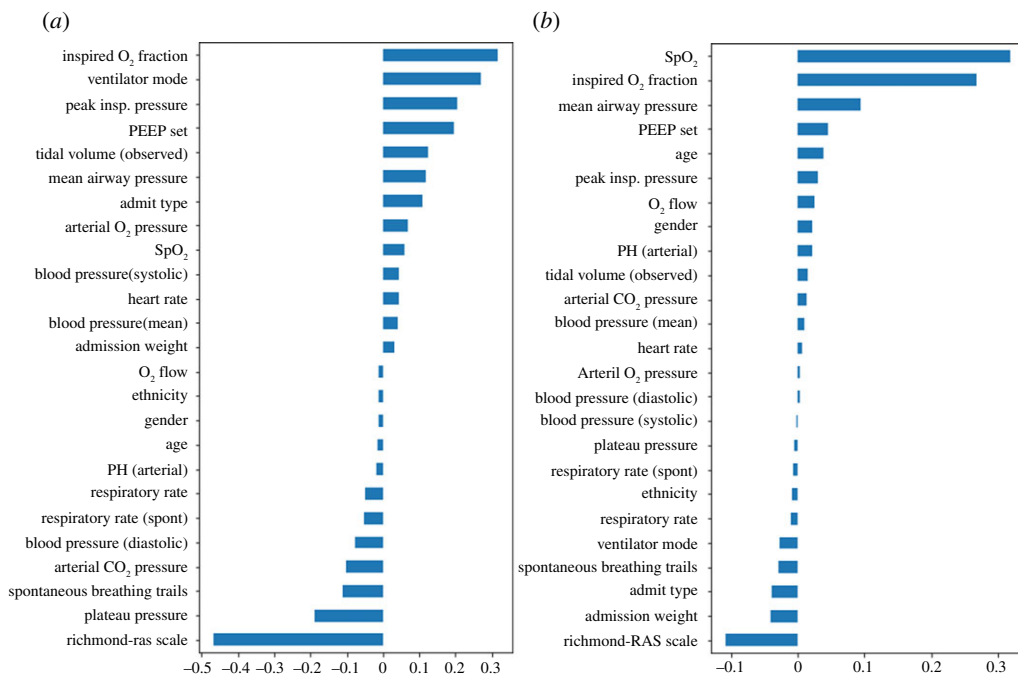 (a)
inspired O₂ fraction
ventilator mode
peak insp. pressure
PEEP set
tidal volume (observed)
mean airway pressure
admit type
arterial O₂ pressure
SpO₂
blood pressure(systolic)
heart rate
blood pressure(mean)
admission weight
O₂ flow
ethnicity
gender
age
PH (arterial)
respiratory rate
respiratory rate (spont)
blood pressure (diastolic)
arterial CO₂ pressure
spontaneous breathing trails
plateau pressure
richmond-ras scale
−0.5 −0.4 −0.3 −0.2 −0.1 0 0.1 0.2 0.3
(b)
SpO₂
inspired O₂ fraction
mean airway pressure
PEEP set
age
peak insp. pressure
O₂ flow
gender
PH (arterial)
tidal volume (observed)
arterial CO₂ pressure
blood pressure (mean)
heart rate
Arteril O₂ pressure
blood pressure (diastolic)
blood pressure (systolic)
plateau pressure
respiratory rate (spont)
ethnicity
respiratory rate
ventilator mode
spontaneous breathing trails
admit type
admission weight
richmond-RAS scale
−0.1 0 0.1 0.2 0.3